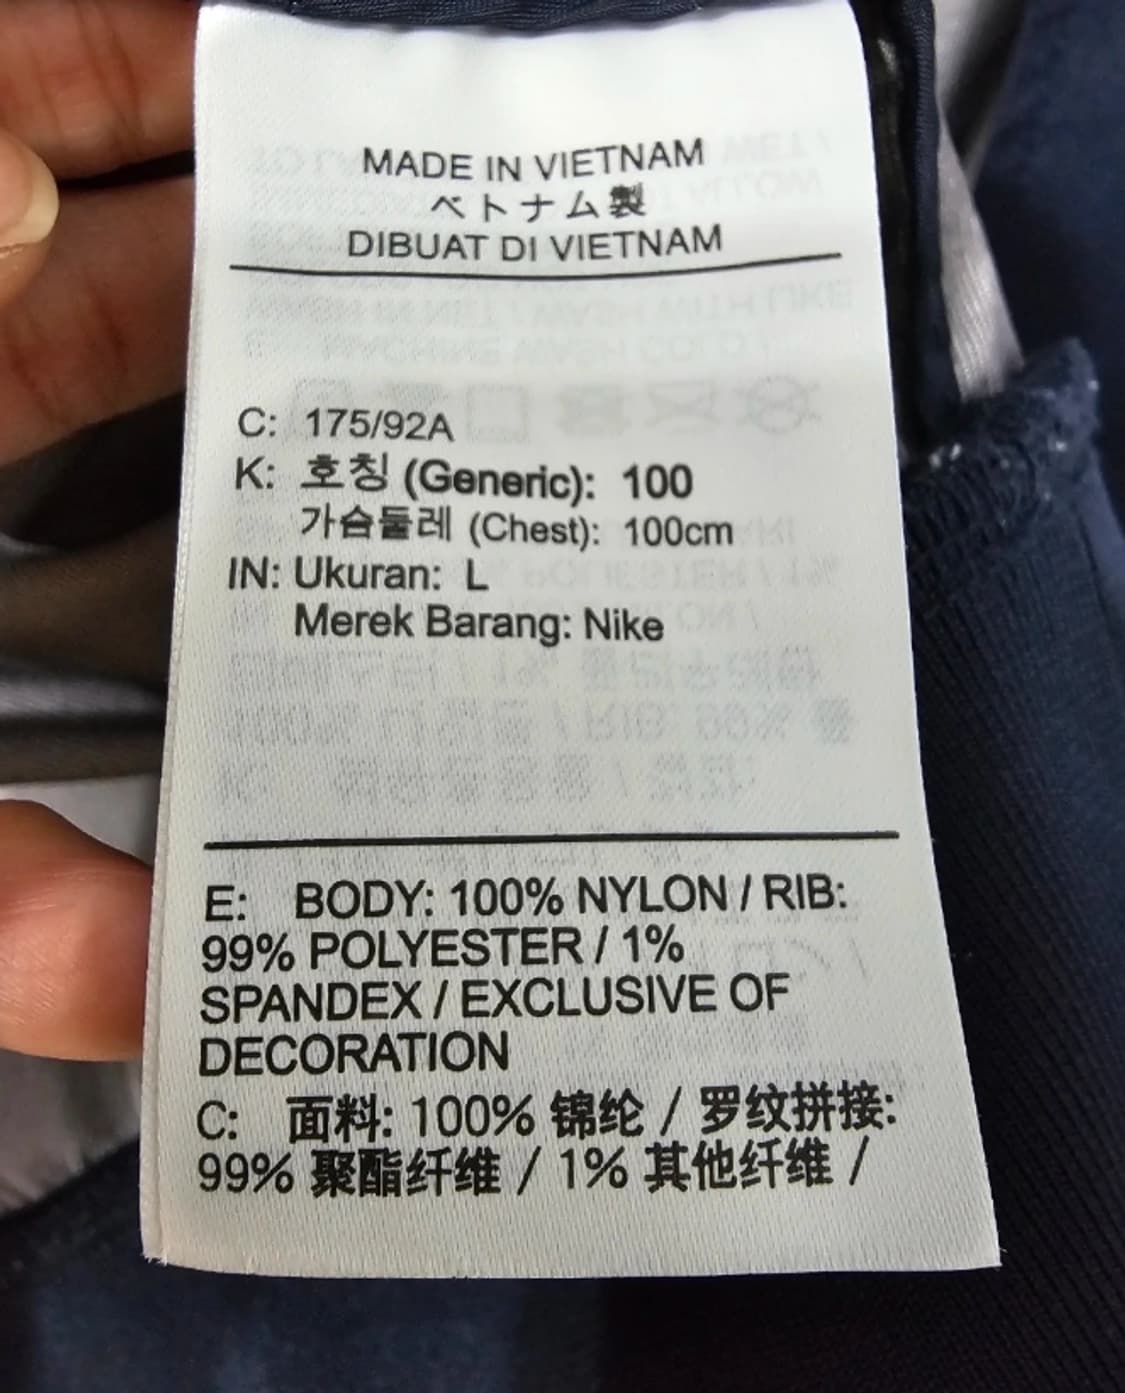 MADE IN VIETNAM
ベトナム製
DIBUAT DI VIETNAM
C: 175/92A
K: 호칭 (Generic): 100
가슴둘레 (Chest): 100cm
IN: Ukuran: L
Merek Barang: Nike
E: BODY: 100% NYLON / RIB:
99% POLYESTER / 1%
SPANDEX / EXCLUSIVE OF
DECORATION
C: 面料: 100% 锦纶 / 罗纹拼接:
99% 聚酯纤维 / 1% 其他纤维 /